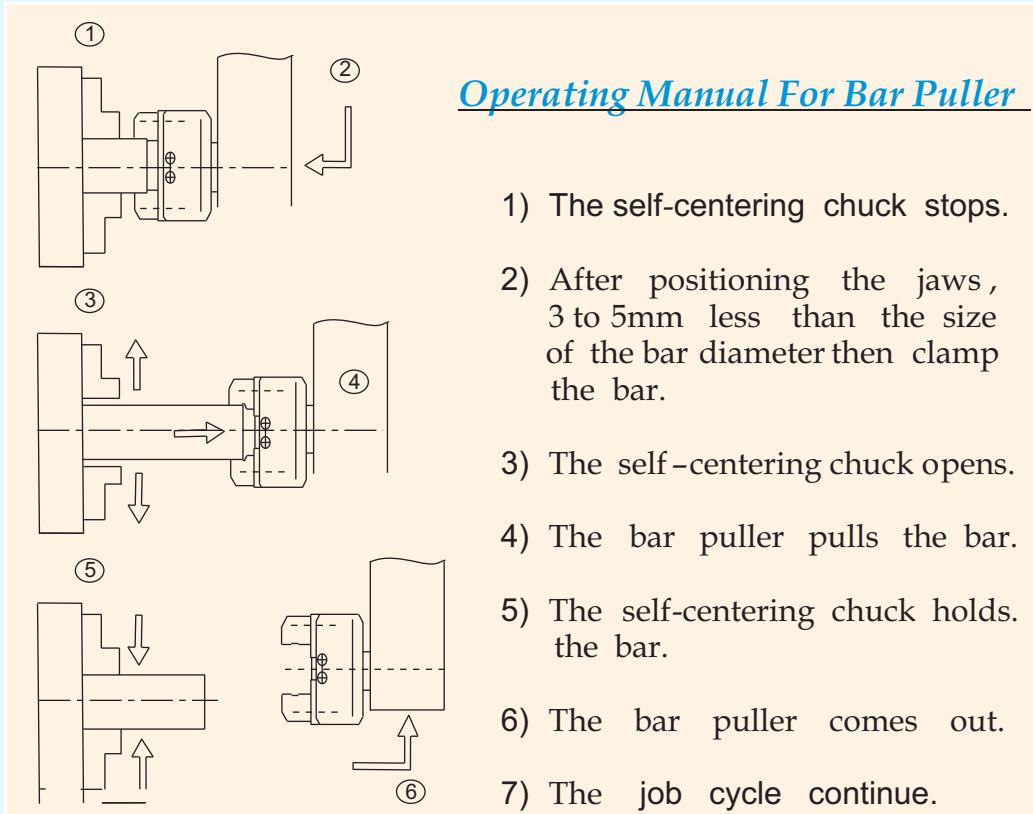 ①
②
Operating Manual For Bar Puller
1) The self-centering chuck stops.
2) After positioning the jaws,
3 to 5mm less than the size
of the bar diameter then clamp
the bar.
③
④
3) The self-centering chuck opens.
4) The bar puller pulls the bar.
⑤
5) The self-centering chuck holds.
the bar.
6) The bar puller comes out.
⑥
7) The job cycle continue.